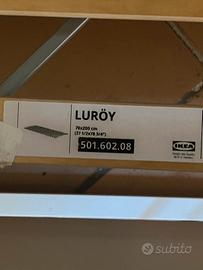 LURÖY
70x200 cm
(27 1/2x78 3/4")
501.602.08
IKEA
subito